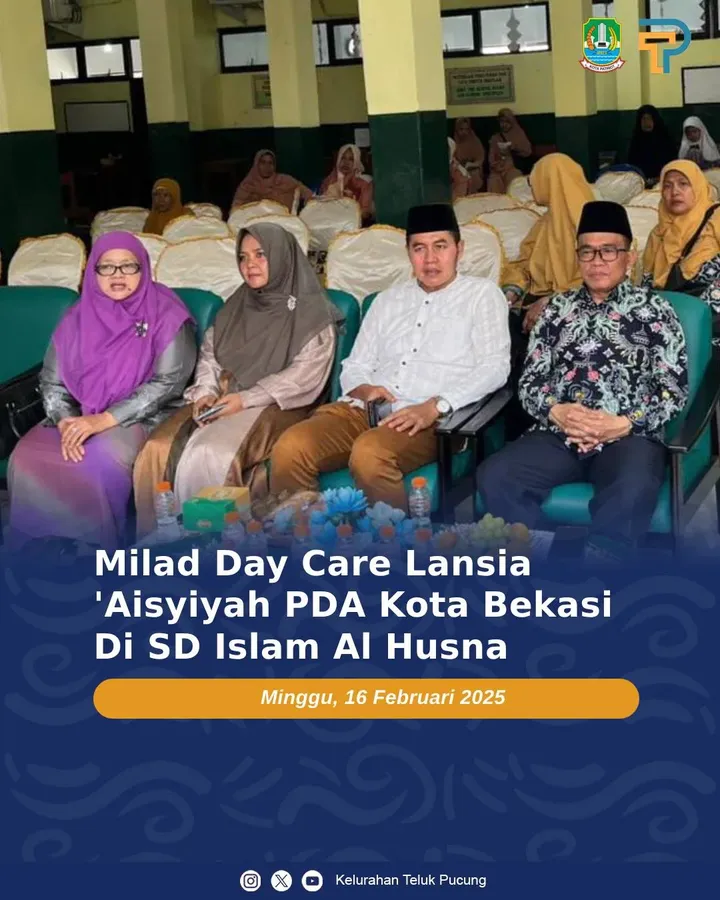 Milad Day Care Lansia
'Aisyiyah PDA Kota Bekasi
Di SD Islam Al Husna
Minggu, 16 Februari 2025
Kelurahan Teluk Pucung